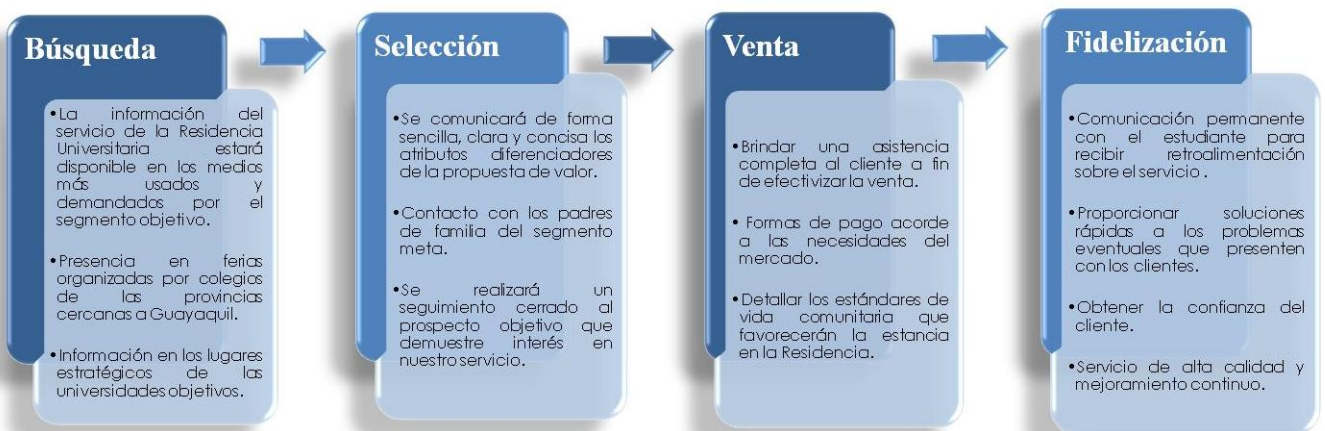 Búsqueda
•La información del
servicio de la Residencia
Universitaria estará
disponible en los medios
más usados y
demandados por el
segmento objetivo.
•Presencia en ferias
organizadas por colegios
de las provincias
cercanas a Guayaquil.
•Información en los lugares
estratégicos de las
universidades objetivos.
Selección
•Se comunicará de forma
sencilla, clara y concisa los
atributos diferenciadores
de la propuesta de valor.
•Contacto con los padres
de familia del segmento
meta.
•Se realizará un
seguimiento cerrado al
prospecto objetivo que
demuestre interés en
nuestro servicio.
Venta
•Brindar una asistencia
completa al cliente a fin
de efectivizar la venta.
• Formas de pago acorde
a las necesidades del
mercado.
•Detallar los estándares de
vida comunitaria que
favorecerán la estancia
en la Residencia.
Fidelización
•Comunicación permanente
con el estudiante para
recibir retroalimentación
sobre el servicio .
•Proporcionar soluciones
rápidas a los problemas
eventuales que presenten
con los clientes.
•Obtener la confianza del
cliente.
•Servicio de alta calidad y
mejoramiento continuo.